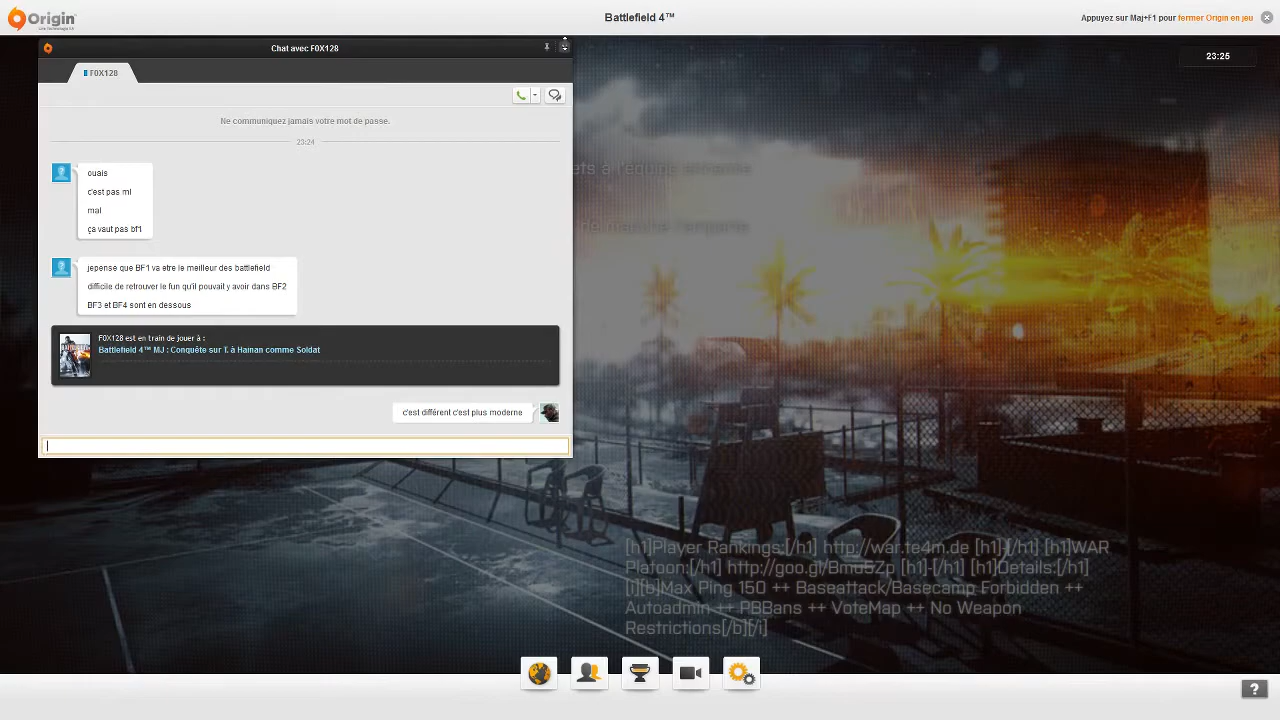 Origin
Battlefield 4™
Appuyez sur Maj+F1 pour fermer Origin en jeu
Chat avec F0X128
23:25
F0X128
Ne communiquez jamais votre mot de passe.
23:24
ouais
c'est pas ml
mal
ça vaut pas bf1
jepense que BF1 va etre le meilleur des battlefield
difficile de retrouver le fun qu'il pouvait y avoir dans BF2
BF3 et BF4 sont en dessous
F0X128 est en train de jouer à :
Battlefield 4™ MJ : Conquête sur T. à Hainan comme Soldat
c'est différent c'est plus moderne
à l'équipe
manche
[h1]Player Rankings:[/h1] http://war.te4m.de [h1]-[/h1] [h1]WAR
Platoon:[/h1] http://goo.gl/Bmu5Zp [h1]-[/h1] [h1]Details:[/h1]
[i][b]Max Ping 150 ++ Baseattack/Basecamp Forbidden ++
Autoadmin ++ PBBans ++ VoteMap ++ No Weapon
Restrictions[/b][/i]
?